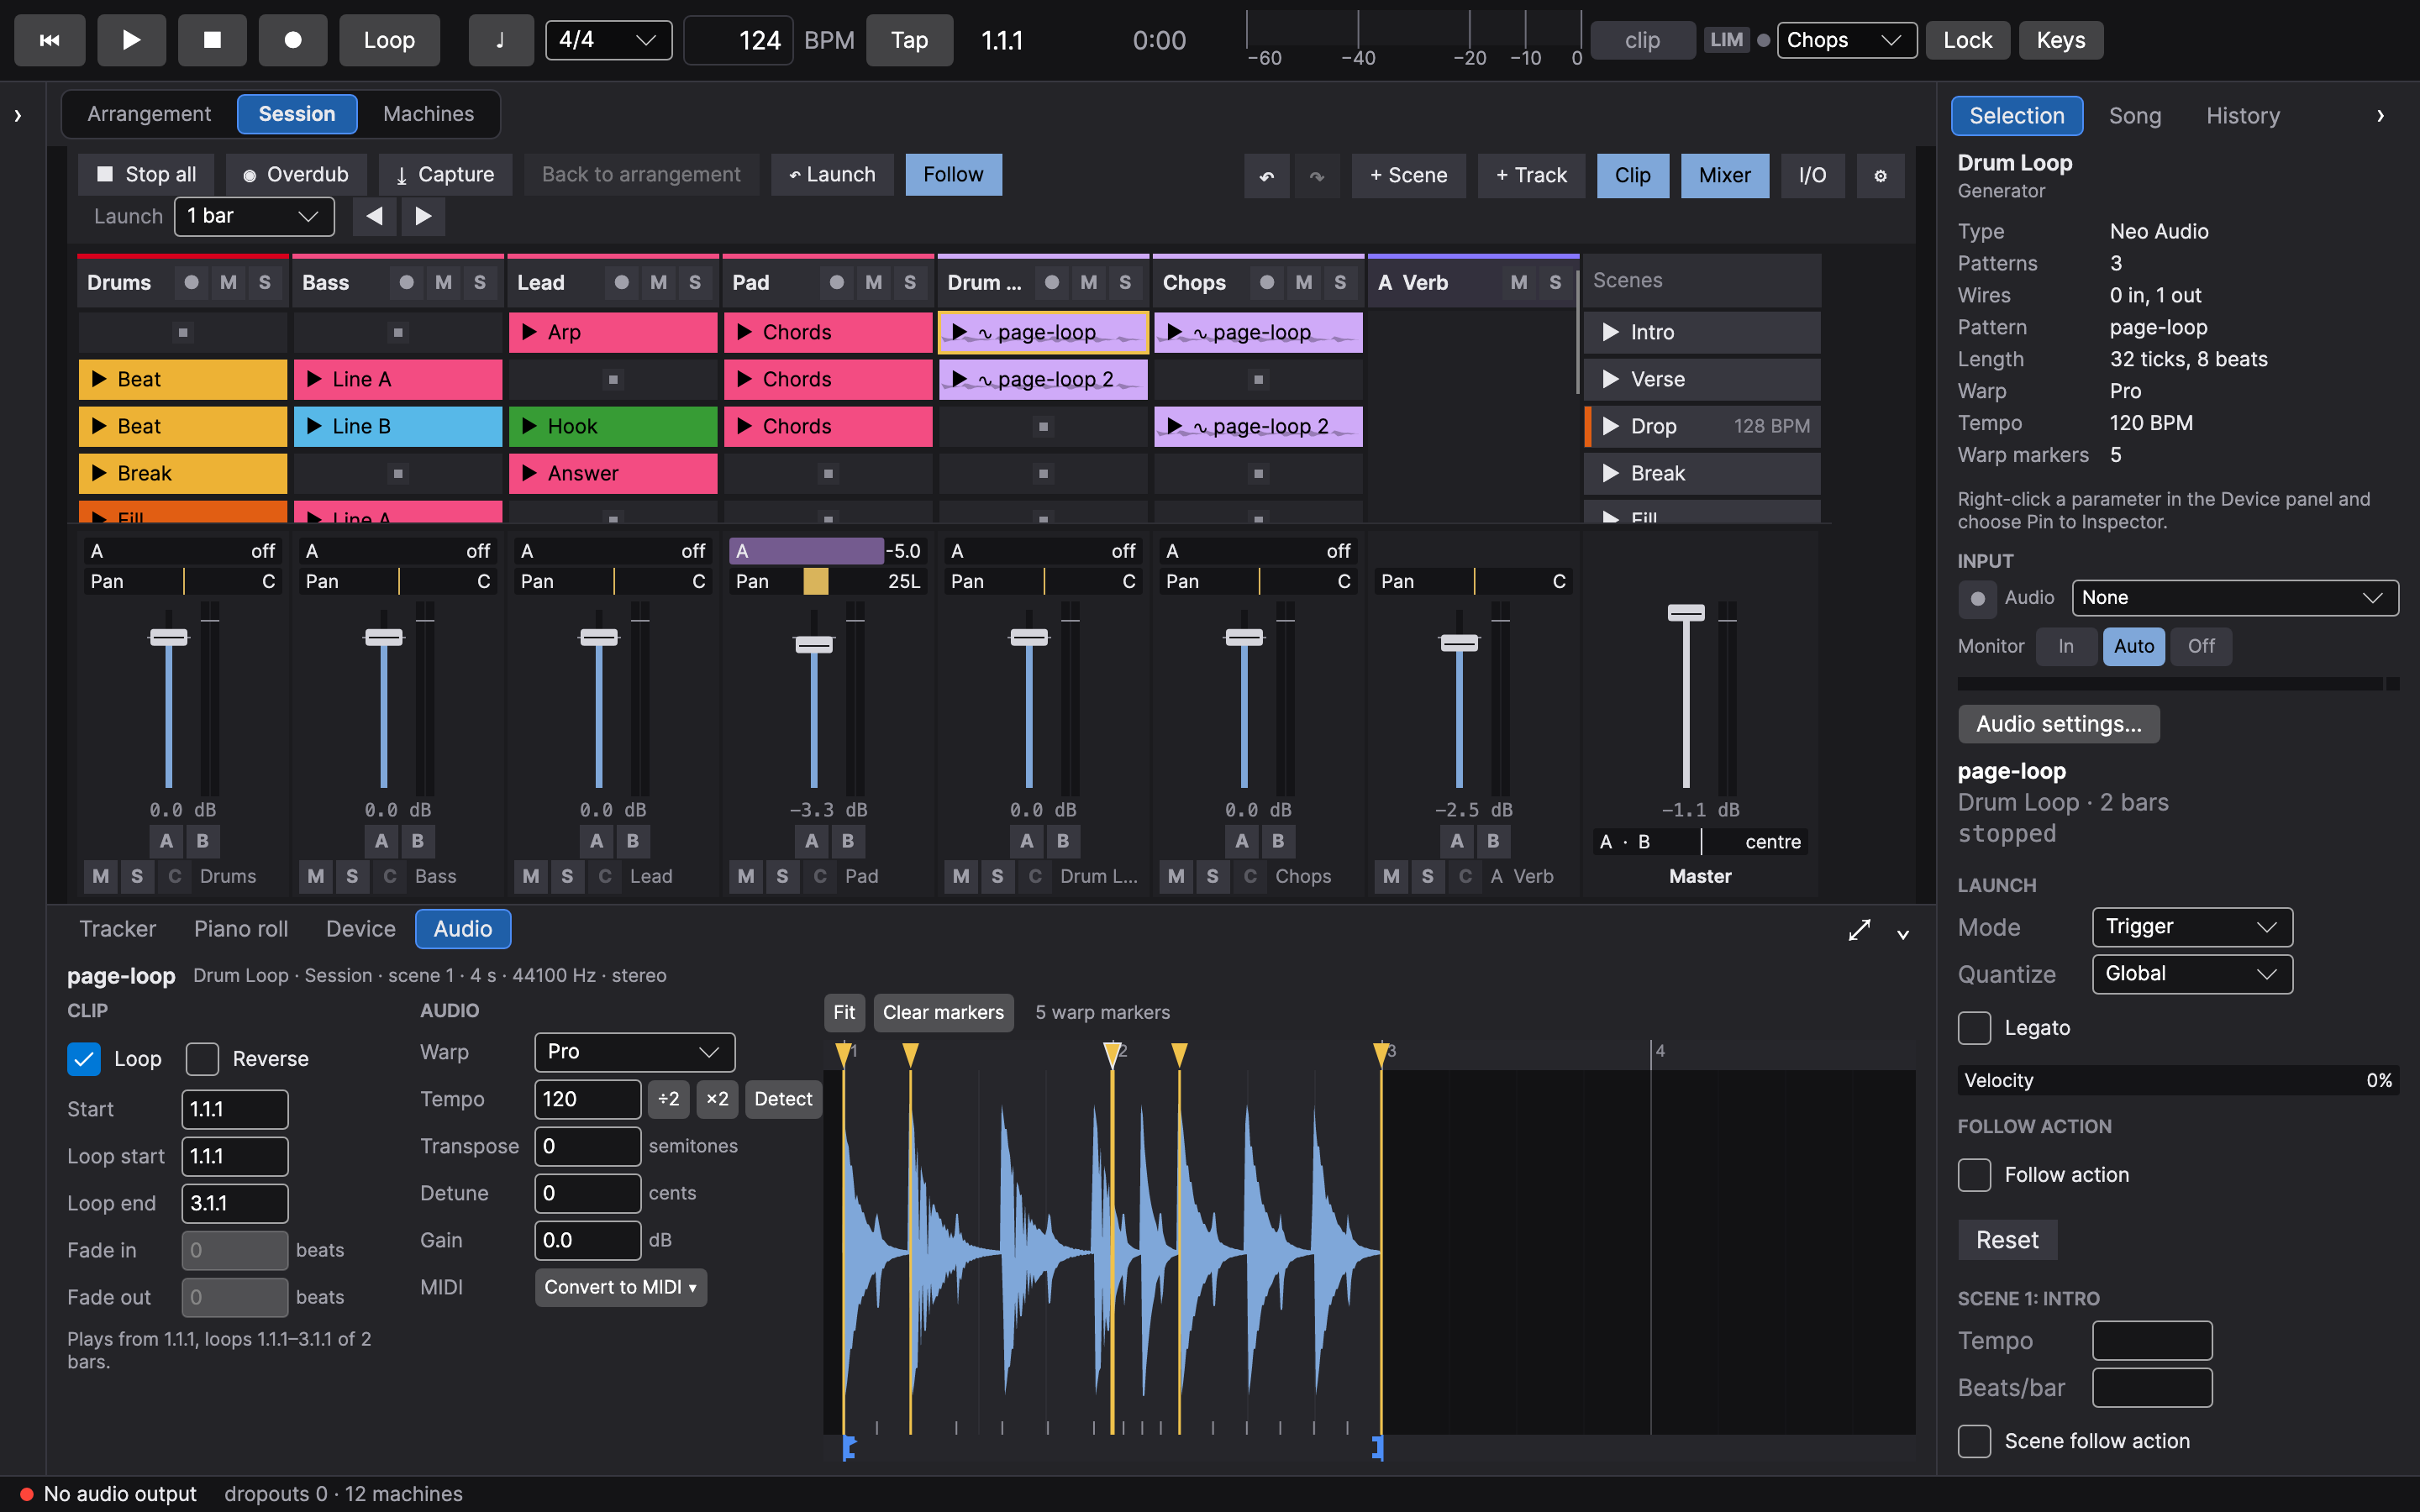 Loop 4/4 124 BPM Tap 1.1.1 0:00 -60 -40 -20 -10 0 clip LIM Chops Lock Keys
Arrangement Session Machines
Stop all Overdub Capture Back to arrangement Launch Follow + Scene + Track Clip Mixer I/O
Launch 1 bar
Drums M S Bass M S Lead M S Pad M S Drum ... M S Chops M S A Verb M S Scenes
Arp Chords page-loop page-loop Intro
Beat Line A Chords page-loop 2 Verse
Beat Line B Hook Chords page-loop 2 Drop 128 BPM
Break Answer Break
Fill Line A Fill
A off A off A off A -5.0 A off A off
Pan C Pan C Pan C Pan 25L Pan C Pan C Pan C
0.0 dB 0.0 dB 0.0 dB -3.3 dB 0.0 dB 0.0 dB -2.5 dB -1.1 dB
A B A B A B A B A B A B A B A · B centre
M S C Drums M S C Bass M S C Lead M S C Pad M S C Drum L... M S C Chops M S C A Verb Master
Tracker Piano roll Device Audio
page-loop Drum Loop · Session · scene 1 · 4 s · 44100 Hz · stereo
CLIP
Loop Reverse
Start 1.1.1
Loop start 1.1.1
Loop end 3.1.1
Fade in 0 beats
Fade out 0 beats
Plays from 1.1.1, loops 1.1.1–3.1.1 of 2
bars.
AUDIO
Warp Pro
Tempo 120 ÷2 ×2 Detect
Transpose 0 semitones
Detune 0 cents
Gain 0.0 dB
MIDI Convert to MIDI ▾
Fit Clear markers 5 warp markers
1 2 3 4
Selection Song History
Drum Loop
Generator
Type Neo Audio
Patterns 3
Wires 0 in, 1 out
Pattern page-loop
Length 32 ticks, 8 beats
Warp Pro
Tempo 120 BPM
Warp markers 5
Right-click a parameter in the Device panel and
choose Pin to Inspector.
INPUT
Audio None
Monitor In Auto Off
Audio settings...
page-loop
Drum Loop · 2 bars
stopped
LAUNCH
Mode Trigger
Quantize Global
Legato
Velocity 0%
FOLLOW ACTION
Follow action
Reset
SCENE 1: INTRO
Tempo
Beats/bar
Scene follow action
No audio output dropouts 0 · 12 machines